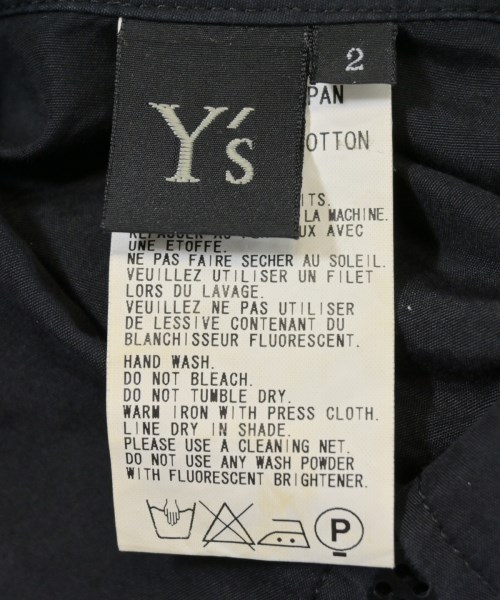 Y's
2
PAN
OTTON
ITS.
LA MACHINE.
AVEC
UNE ETOFFE.
NE PAS FAIRE SECHER AU SOLEIL.
VEUILLEZ UTILISER UN FILET
LORS DU LAVAGE.
VEUILLEZ NE PAS UTILISER
DE LESSIVE CONTENANT DU
BLANCHISSEUR FLUORESCENT.
HAND WASH.
DO NOT BLEACH.
DO NOT TUMBLE DRY.
WARM IRON WITH PRESS CLOTH.
LINE DRY IN SHADE.
PLEASE USE A CLEANING NET.
DO NOT USE ANY WASH POWDER
WITH FLUORESCENT BRIGHTENER.
P